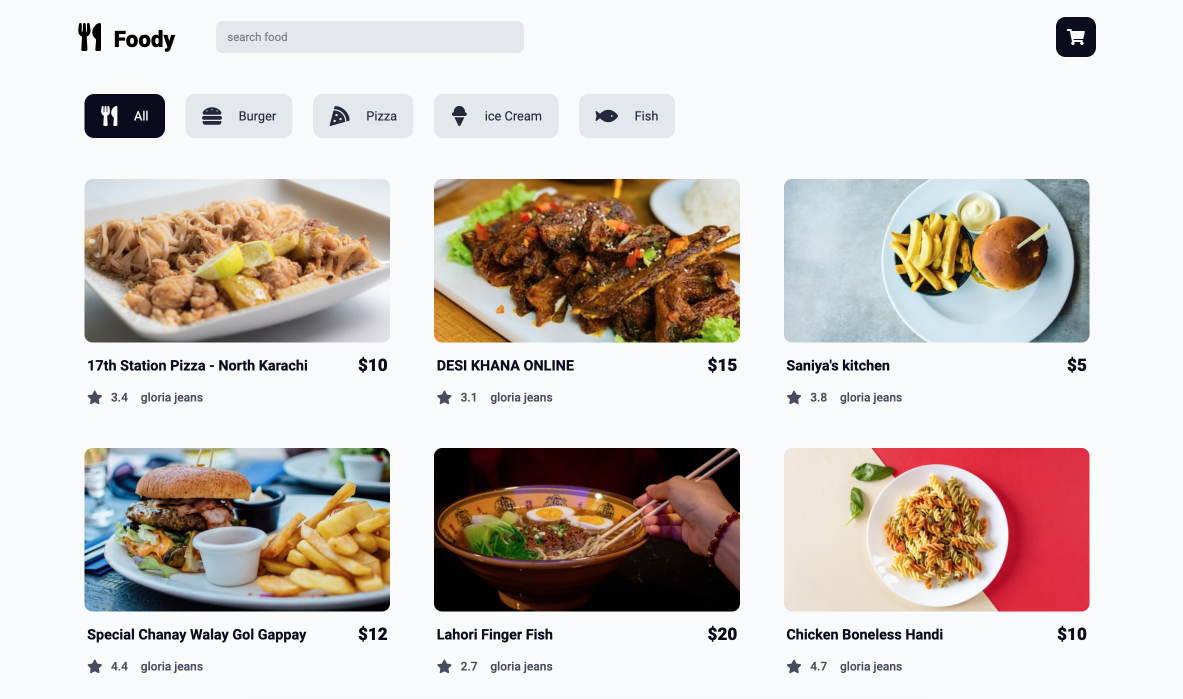 Foody
search food
All
Burger
Pizza
ice Cream
Fish
17th Station Pizza - North Karachi
$10
3.4 gloria jeans
DESI KHANA ONLINE
$15
3.1 gloria jeans
Saniya's kitchen
$5
3.8 gloria jeans
Special Chanay Walay Gol Gappay
$12
4.4 gloria jeans
Lahori Finger Fish
$20
2.7 gloria jeans
Chicken Boneless Handi
$10
4.7 gloria jeans